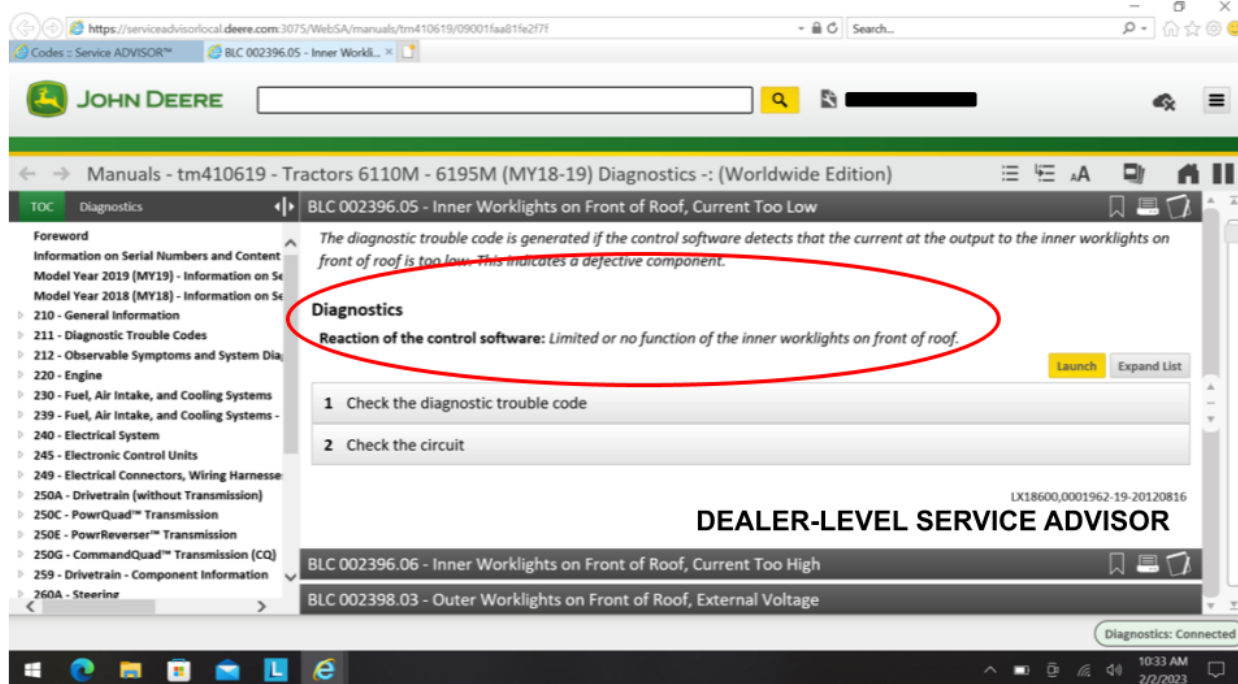 https://serviceadvisorlocal.deere.com:3075/WebSA/manuals/tm410619/09001faa81fe2f7f
Search...
Codes :: Service ADVISOR™
BLC 002396.05 - Inner Workli...
JOHN DEERE
Manuals - tm410619 - Tractors 6110M - 6195M (MY18-19) Diagnostics -: (Worldwide Edition)
AA
TOC
Diagnostics
Foreword
Information on Serial Numbers and Content
Model Year 2019 (MY19) - Information on Se
Model Year 2018 (MY18) - Information on Se
210 - General Information
211 - Diagnostic Trouble Codes
212 - Observable Symptoms and System Dia
220 - Engine
230 - Fuel, Air Intake, and Cooling Systems
239 - Fuel, Air Intake, and Cooling Systems -
240 - Electrical System
245 - Electronic Control Units
249 - Electrical Connectors, Wiring Harnesse
250A - Drivetrain (without Transmission)
250C - PowrQuad™ Transmission
250E - PowrReverser™ Transmission
250G - CommandQuad™ Transmission (CQ)
259 - Drivetrain - Component Information
260A - Steering
BLC 002396.05 - Inner Worklights on Front of Roof, Current Too Low
The diagnostic trouble code is generated if the control software detects that the current at the output to the inner worklights on
front of roof is too low. This indicates a defective component.
Diagnostics
Reaction of the control software: Limited or no function of the inner worklights on front of roof.
Launch
Expand List
1 Check the diagnostic trouble code
2 Check the circuit
LX18600,0001962-19-20120816
DEALER-LEVEL SERVICE ADVISOR
BLC 002396.06 - Inner Worklights on Front of Roof, Current Too High
BLC 002398.03 - Outer Worklights on Front of Roof, External Voltage
Diagnostics: Connected
L
10:33 AM
2/2/2023